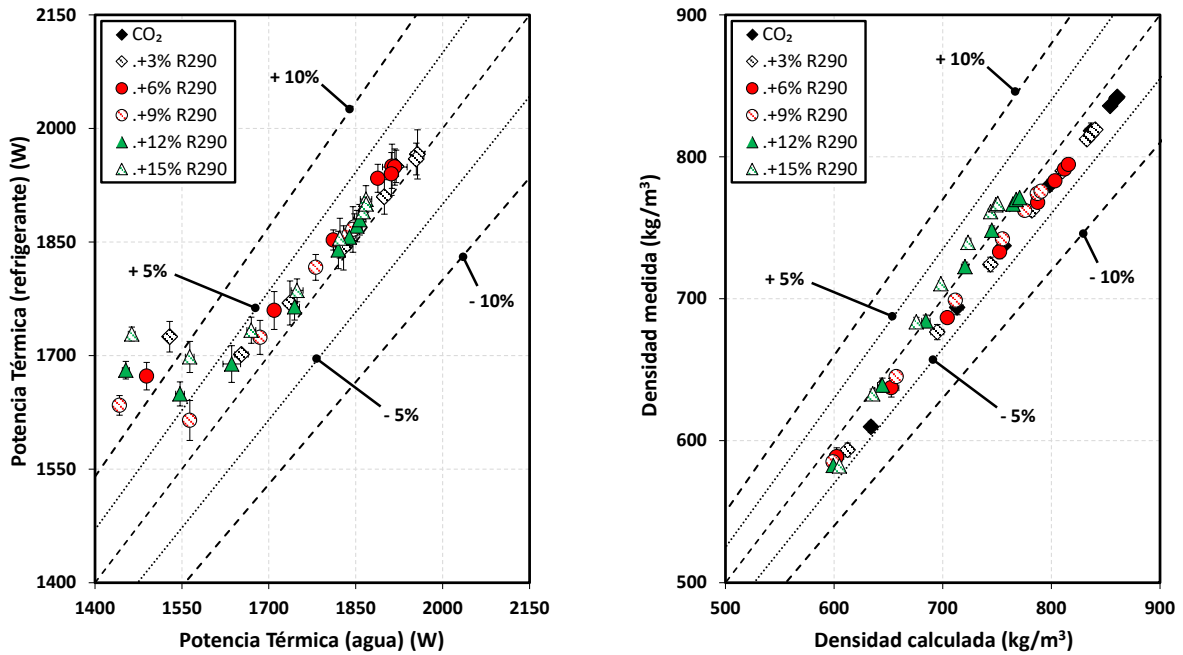 2150
2000
1850
1700
1550
1400
Potencia Térmica (refrigerante) (W)
CO₂
.+3% R290
.+6% R290
.+9% R290
.+12% R290
.+15% R290
+ 10%
+ 5%
- 10%
- 5%
1400 1550 1700 1850 2000 2150
Potencia Térmica (agua) (W)
900
800
700
600
500
Densidad medida (kg/m³)
CO₂
.+3% R290
.+6% R290
.+9% R290
.+12% R290
.+15% R290
+ 10%
+ 5%
- 10%
- 5%
500 600 700 800 900
Densidad calculada (kg/m³)